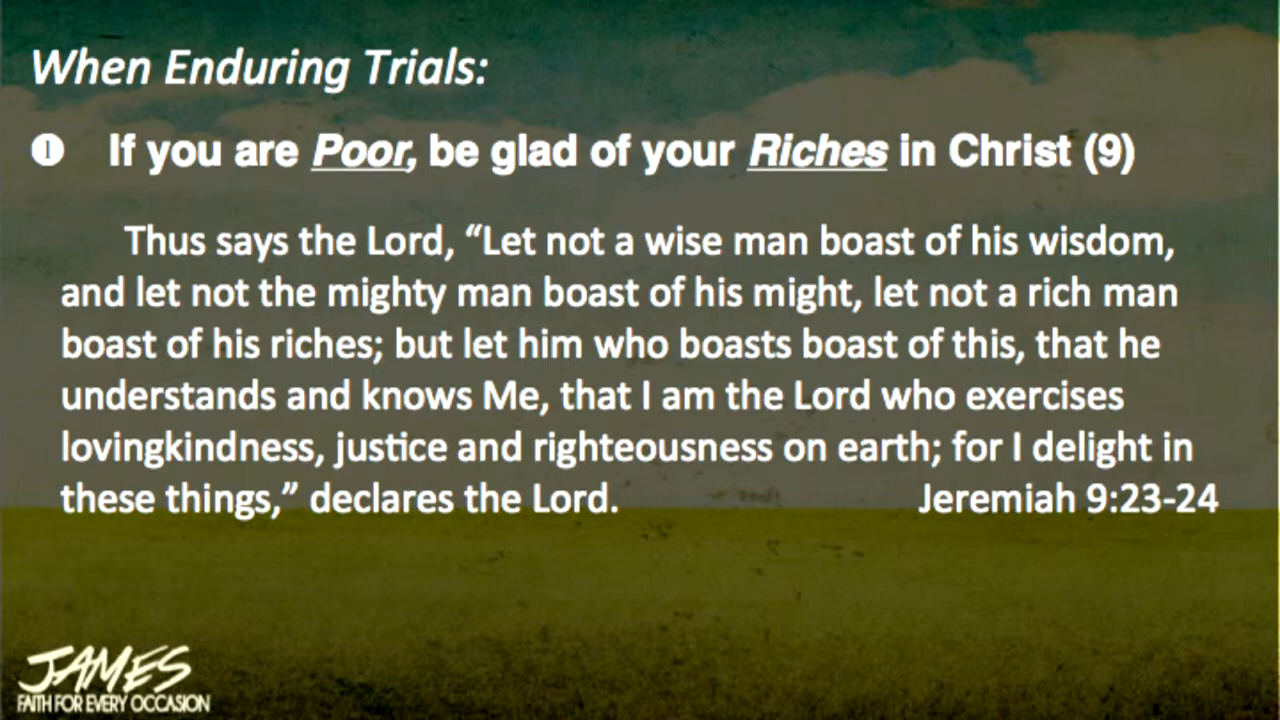 When Enduring Trials:
❶ If you are Poor, be glad of your Riches in Christ (9)
Thus says the Lord, “Let not a wise man boast of his wisdom,
and let not the mighty man boast of his might, let not a rich man
boast of his riches; but let him who boasts boast of this, that he
understands and knows Me, that I am the Lord who exercises
lovingkindness, justice and righteousness on earth; for I delight in
these things,” declares the Lord. Jeremiah 9:23-24
JAMES
FAITH FOR EVERY OCCASION